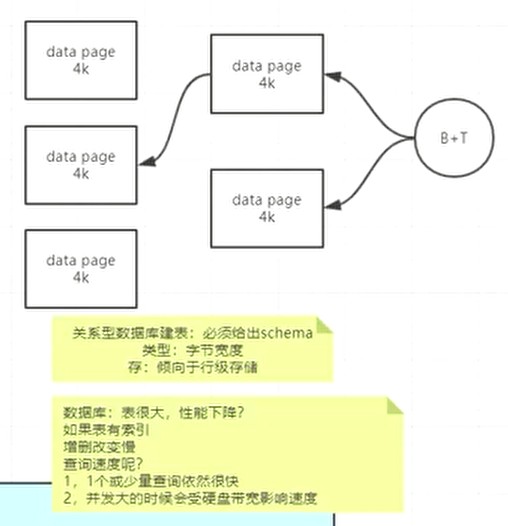 data page
4k
data page
4k
B+T
data page
4k
data page
4k
data page
4k
关系型数据库建表：必须给出schema
类型：字节宽度
存：倾向于行级存储
数据库：表很大，性能下降？
如果表有索引
增删改变慢
查询速度呢？
1，1个或少量查询依然很快
2，并发大的时候会受硬盘带宽影响速度